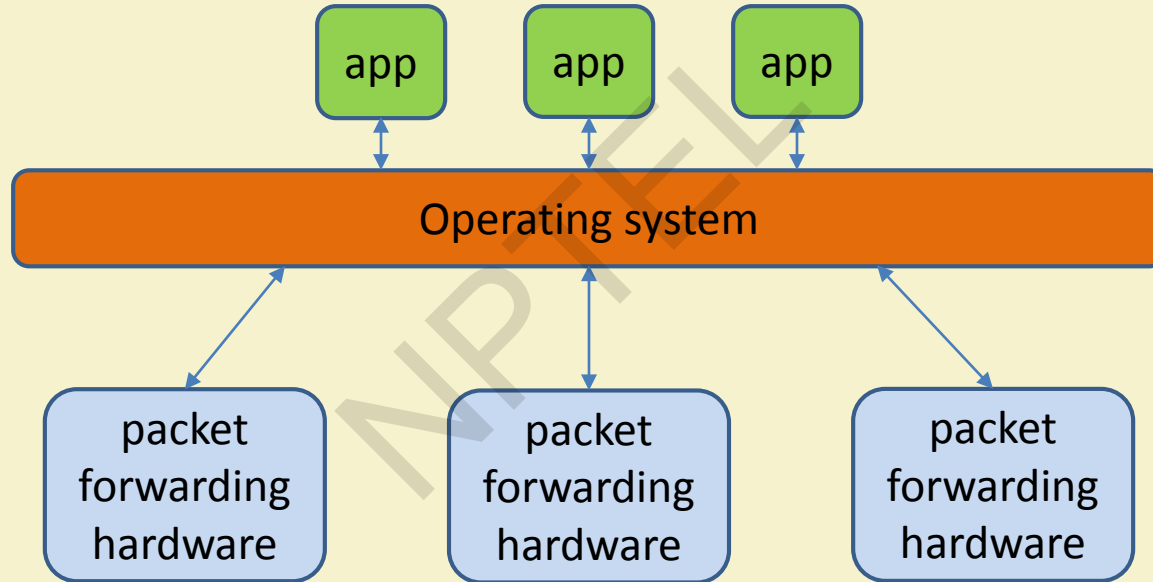 app app app
Operating system
packet packet packet
forwarding forwarding forwarding
hardware hardware hardware
NPTEL